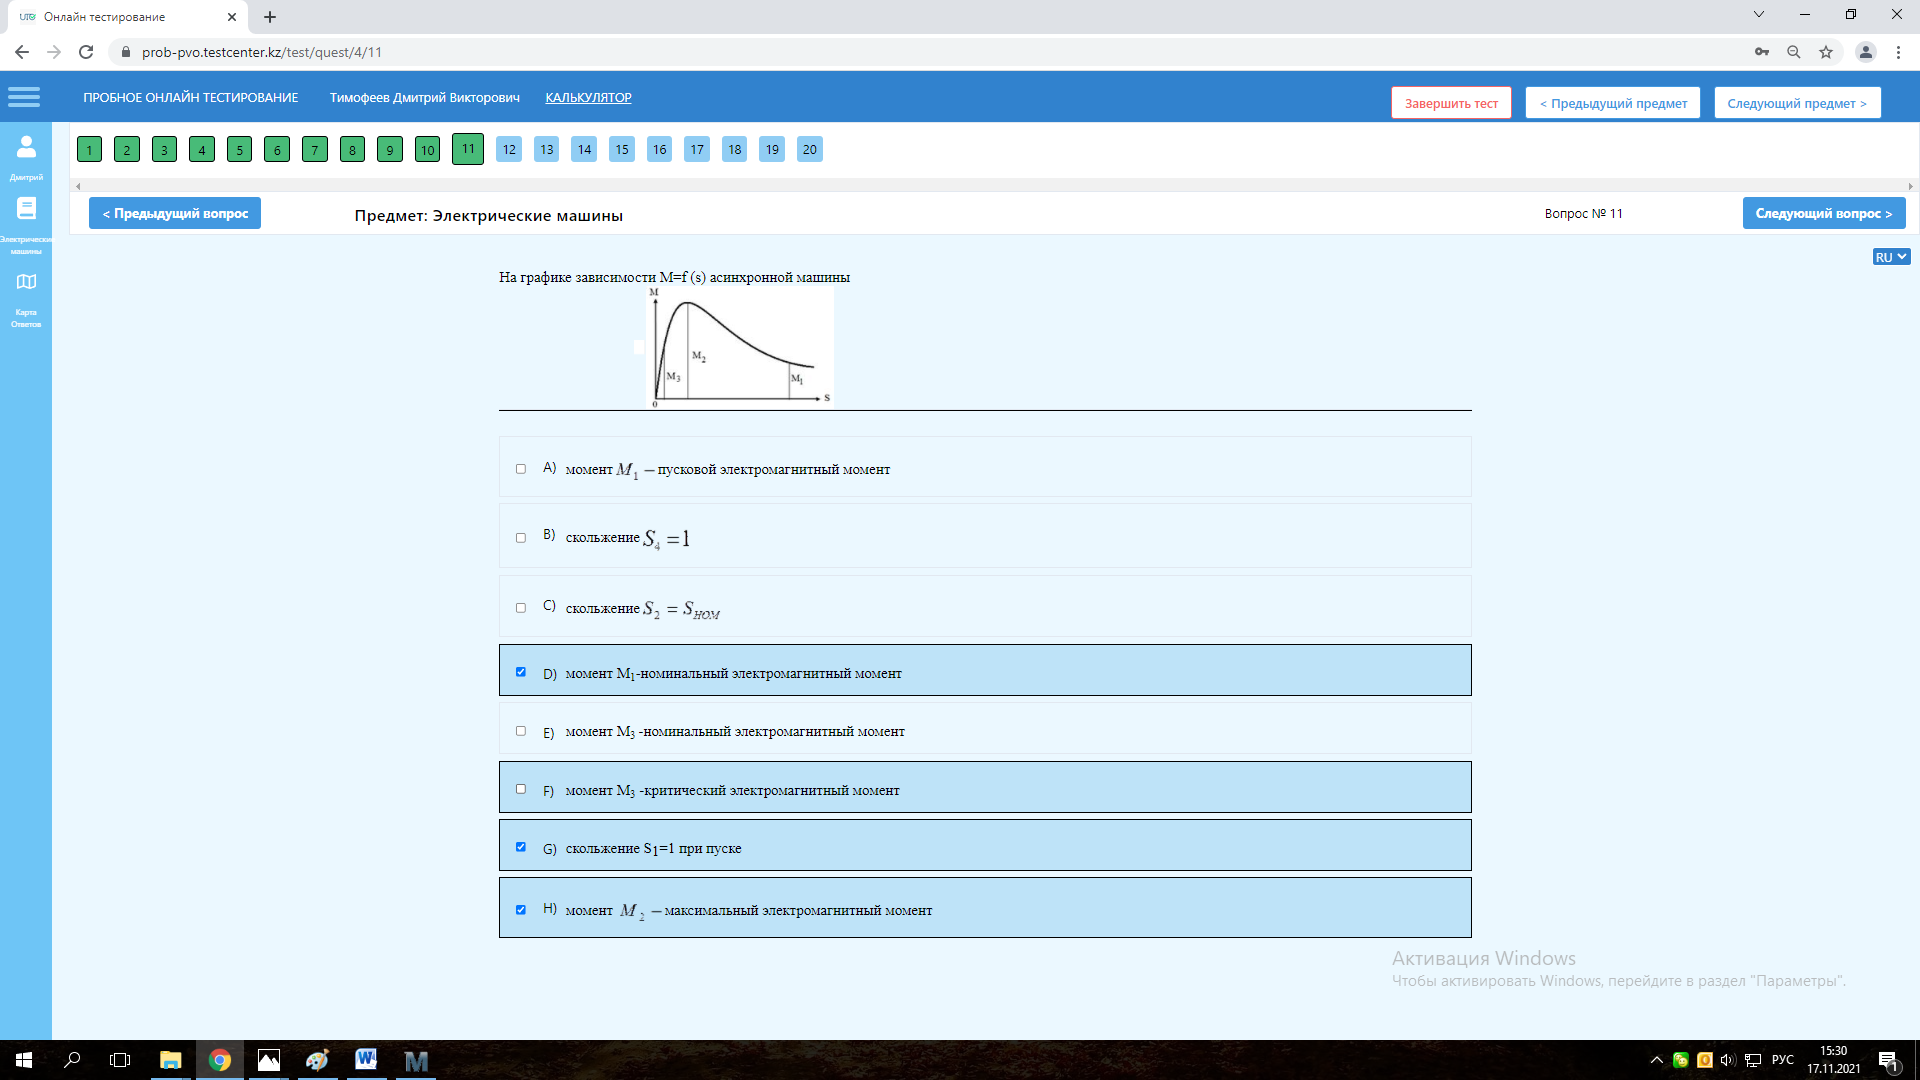 Онлайн тестирование
prob-pvo.testcenter.kz/test/quest/4/11
ПРОБНОЕ ОНЛАЙН ТЕСТИРОВАНИЕ Тимофеев Дмитрий Викторович КАЛЬКУЛЯТОР Завершить тест < Предыдущий предмет Следующий предмет >
1 2 3 4 5 6 7 8 9 10 11 12 13 14 15 16 17 18 19 20
Дмитрий
< Предыдущий вопрос Предмет: Электрические машины Вопрос № 11 Следующий вопрос >
Электрические
машины
RU
Карта
Ответов
На графике зависимости M=f (s) асинхронной машины
M
M2
M3
M1
S
0
A) момент M1 – пусковой электромагнитный момент
B) скольжение S4 =1
C) скольжение S2 = SНОМ
D) момент M1-номинальный электромагнитный момент
E) момент M3 -номинальный электромагнитный момент
F) момент M3 -критический электромагнитный момент
G) скольжение S1=1 при пуске
H) момент M2 – максимальный электромагнитный момент
Активация Windows
Чтобы активировать Windows, перейдите в раздел "Параметры".
РУС
15:30
17.11.2021
1